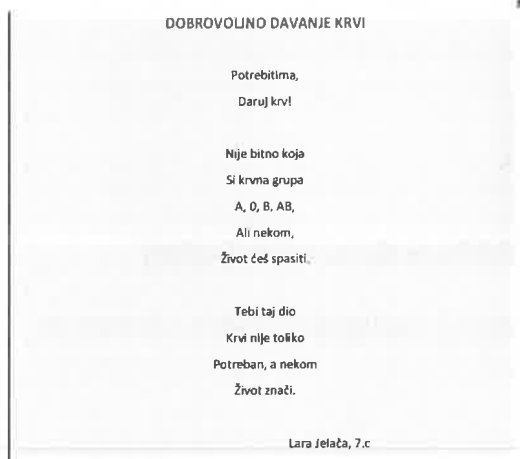 DOBROVOLJNO DAVANJE KRVI
Potrebitima,
Daruj krv!
Nije bitno koja
Si krvna grupa
A, 0, B, AB,
Ali nekom,
Život ćeš spasiti.
Tebi taj dio
Krvi nije toliko
Potreban, a nekom
Život znači.
Lara Jelača, 7.c